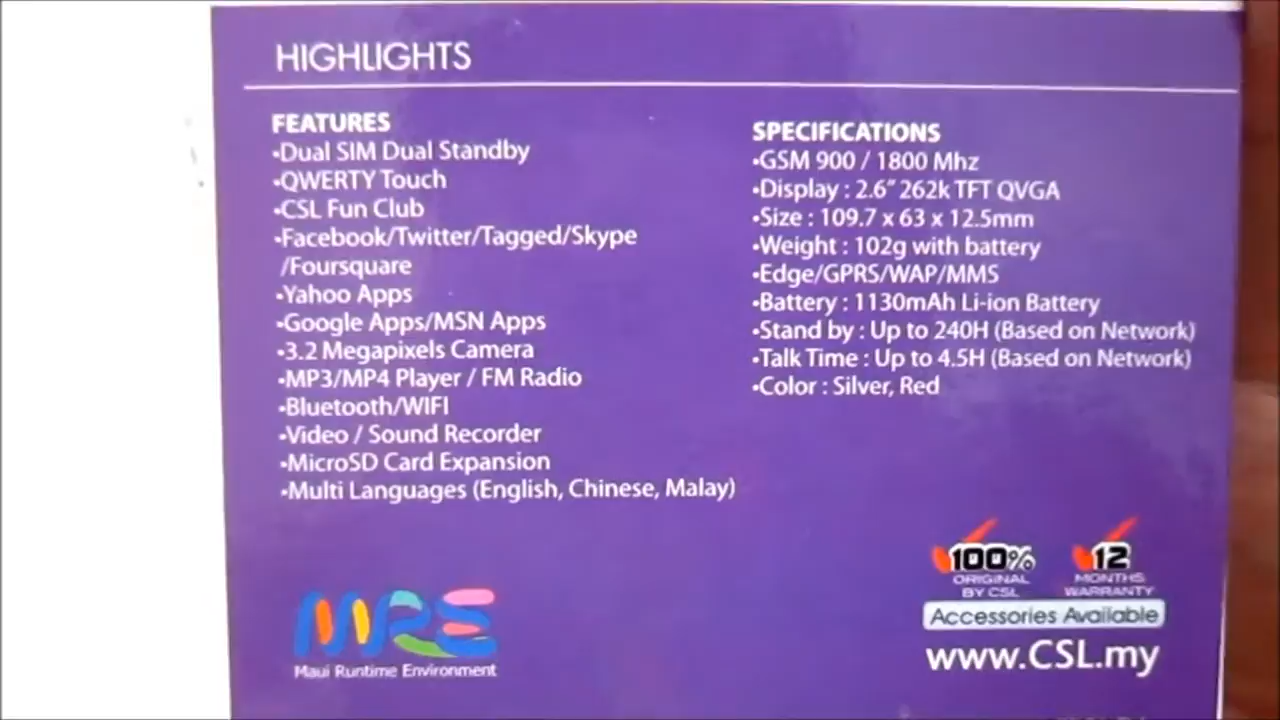 HIGHLIGHTS
FEATURES
•Dual SIM Dual Standby
•QWERTY Touch
•CSL Fun Club
•Facebook/Twitter/Tagged/Skype
/Foursquare
•Yahoo Apps
•Google Apps/MSN Apps
•3.2 Megapixels Camera
•MP3/MP4 Player / FM Radio
•Bluetooth/WIFI
•Video / Sound Recorder
•MicroSD Card Expansion
•Multi Languages (English, Chinese, Malay)
SPECIFICATIONS
•GSM 900 / 1800 Mhz
•Display : 2.6” 262k TFT QVGA
•Size : 109.7 x 63 x 12.5mm
•Weight : 102g with battery
•Edge/GPRS/WAP/MMS
•Battery : 1130mAh Li-ion Battery
•Stand by : Up to 240H (Based on Network)
•Talk Time : Up to 4.5H (Based on Network)
•Color : Silver, Red
MRE
Maui Runtime Environment
100%
ORIGINAL
BY CSL
12
MONTHS
WARRANTY
Accessories Available
www.CSL.my